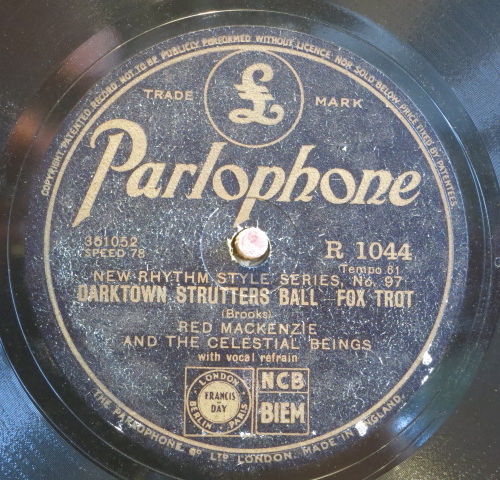 COPYRIGHT. PATENTED RECORD NOT TO BE PUBLICLY PERFORMED WITHOUT LICENCE. NOR SOLD BELOW PRICE FIXED BY PATENTEES.
£
TRADE MARK
Parlophone
361052
SPEED 78
R 1044
(Tempo 61
NEW RHYTHM STYLE SERIES, No. 97
DARKTOWN STRUTTERS BALL FOX TROT
(Brooks)
RED MACKENZIE
AND THE CELESTIAL BEINGS
with vocal refrain
LONDON
FRANCIS
DAY
BERLIN PARIS
NCB
BIEM
THE PARLOPHONE Co LTD LONDON. MADE IN ENGLAND.